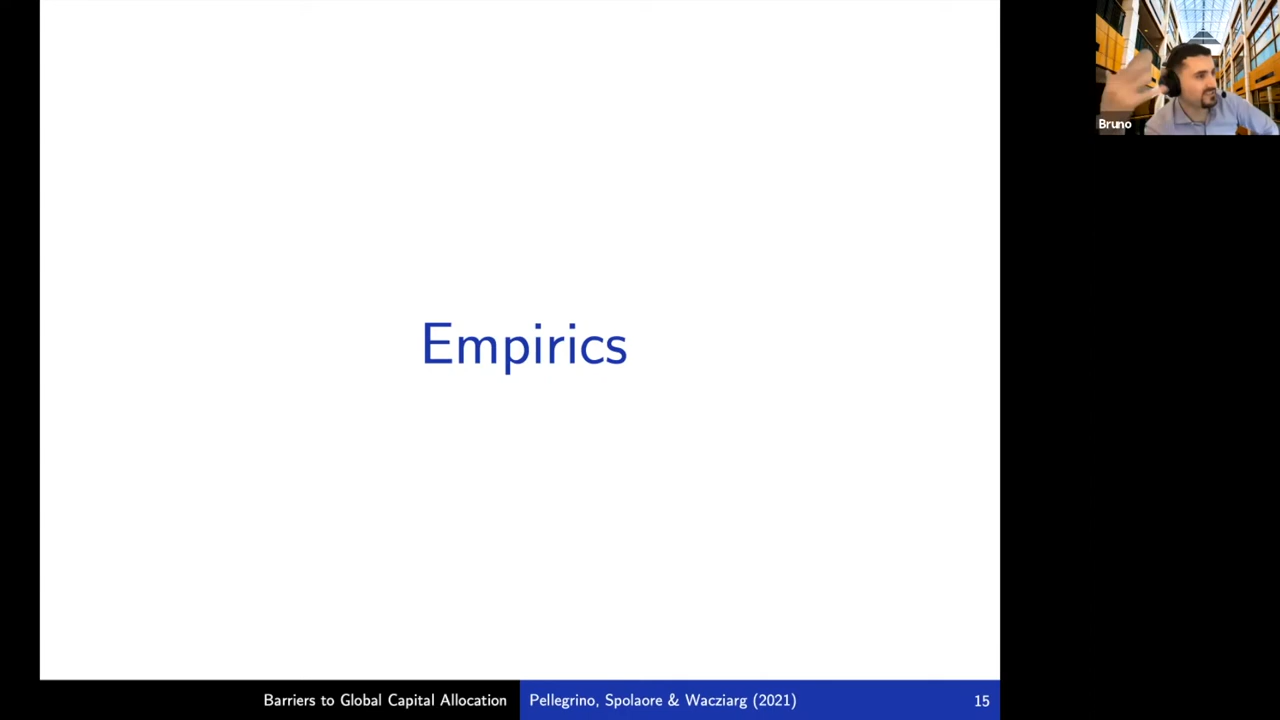 Bruno
Empirics
Barriers to Global Capital Allocation
Pellegrino, Spolaore & Wacziarg (2021)
15